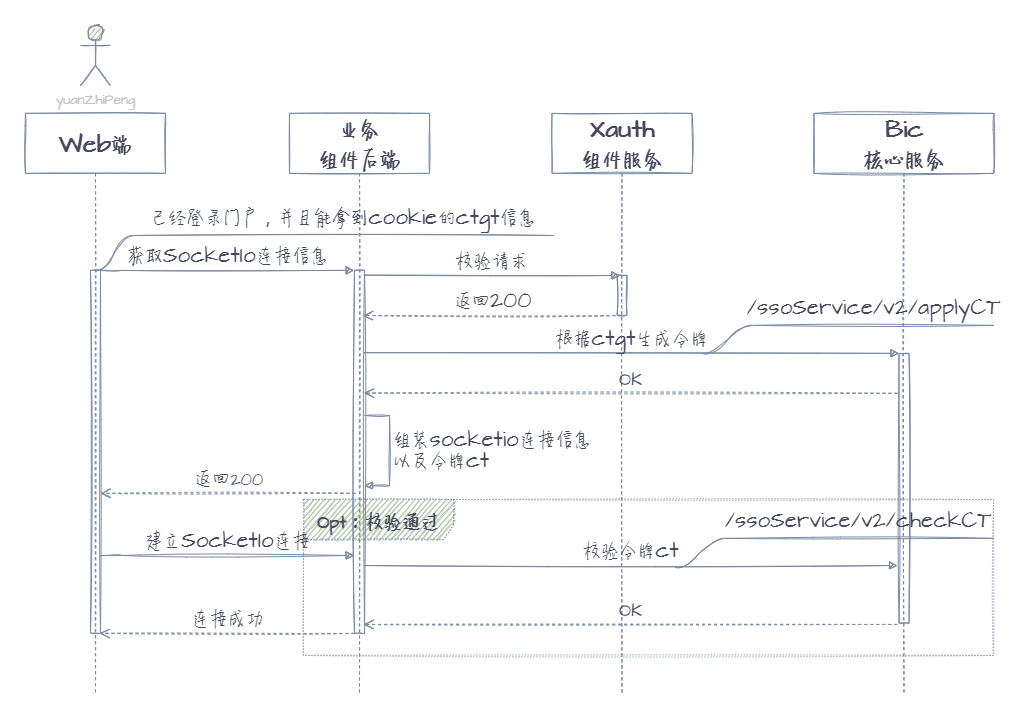 yuanZhiPeng
Web端
业务
组件后端
Xauth
组件服务
Bic
核心服务
已经登录门户，并且能拿到cookie的ctgt信息
获取SocketIo连接信息
校验请求
返回200
/ssoService/v2/applyCT
根据ctgt生成令牌
OK
组装socketio连接信息
以及令牌ct
返回200
Opt：校验通过
/ssoService/v2/checkCT
建立SocketIo连接
校验令牌ct
OK
连接成功